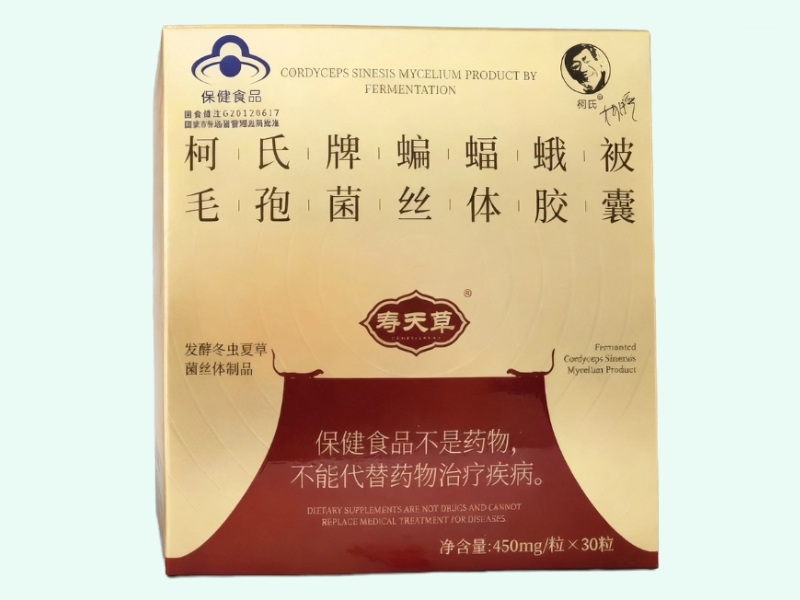 保健食品
国食健注G20120617
CORDYCEPS SINESIS MYCELIUM PRODUCT BY
FERMENTATION
柯氏
柯氏牌蝙蝠蛾被
毛孢菌丝体胶囊
寿天草
®
发酵冬虫夏草
菌丝体制品
Fermented
Cordyceps Sinensis
Mycelium Product
保健食品不是药物,
不能代替药物治疗疾病。
DIETARY SUPPLEMENTS ARE NOT DRUGS AND CANNOT
REPLACE MEDICAL TREATMENT FOR DISEASES.
净含量:450mg/粒×30粒